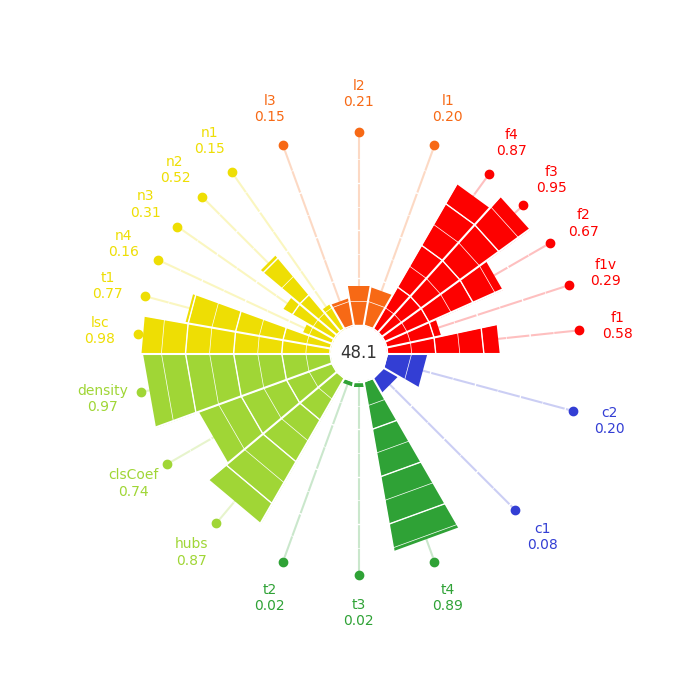 l2
0.21
l3
0.15
l1
0.20
n1
0.15
f4
0.87
n2
0.52
f3
0.95
n3
0.31
f2
0.67
n4
0.16
f1v
0.29
t1
0.77
lsc
0.98
f1
0.58
48.1
density
0.97
c2
0.20
clsCoef
0.74
hubs
0.87
c1
0.08
t2
0.02
t3
0.02
t4
0.89